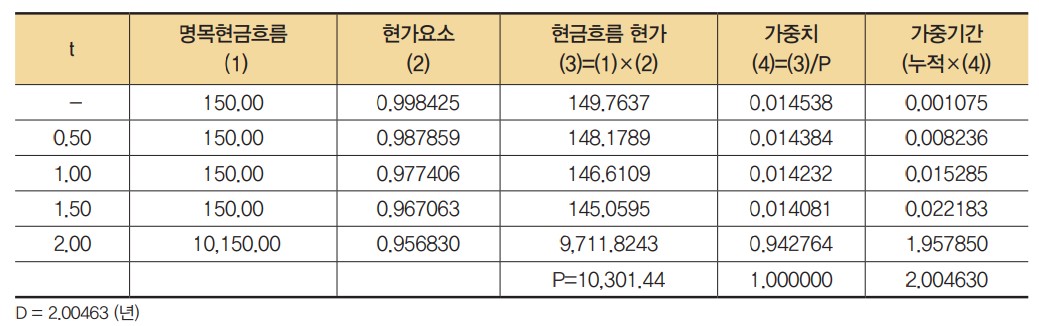 t 명목현금흐름 (1) 현가요소 (2) 현금흐름 현가 (3)=(1)×(2) 가중치 (4)=(3)/P 가중기간 (누적×(4))
– 150.00 0.998425 149.7637 0.014538 0.001075
0.50 150.00 0.987859 148.1789 0.014384 0.008236
1.00 150.00 0.977406 146.6109 0.014232 0.015285
1.50 150.00 0.967063 145.0595 0.014081 0.022183
2.00 10,150.00 0.956830 9,711.8243 0.942764 1.957850
P=10,301.44 1.000000 2.004630
D = 2.00463 (년)